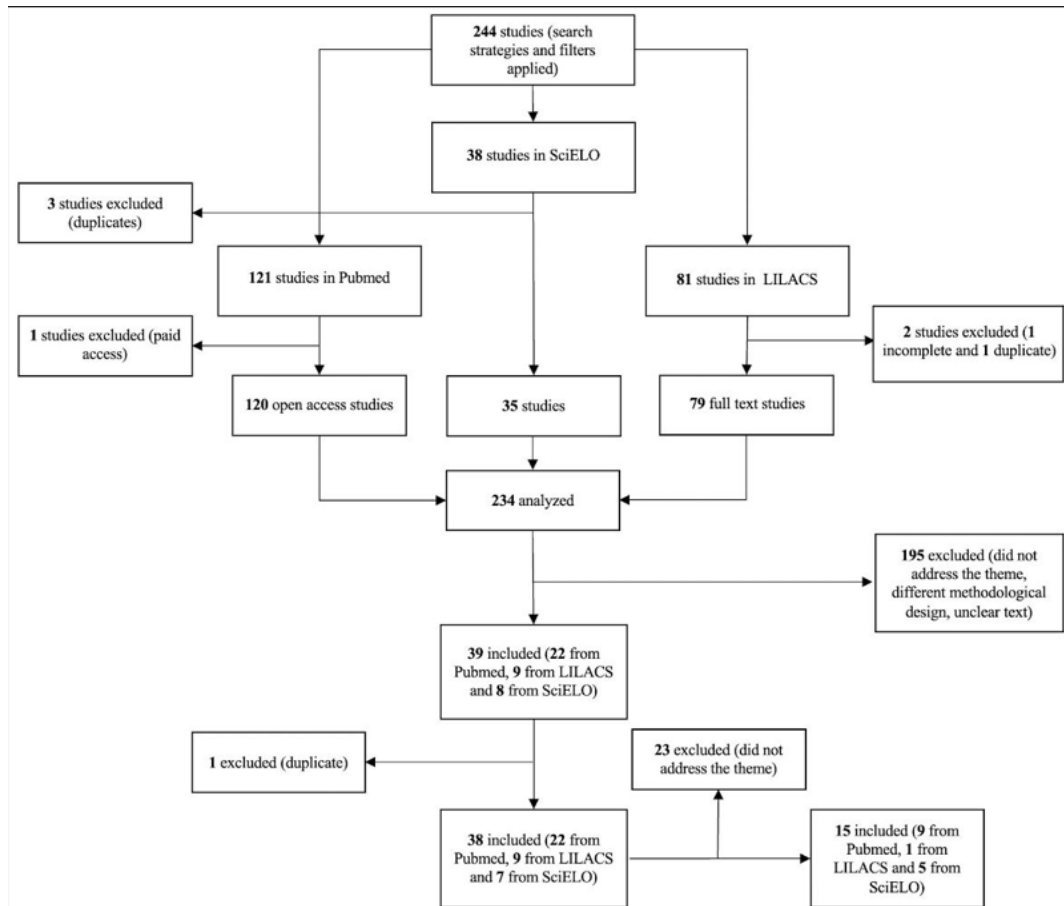 244 studies (search
strategies and filters
applied)
38 studies in SciELO
3 studies excluded
(duplicates)
121 studies in Pubmed
81 studies in LILACS
1 studies excluded (paid
access)
2 studies excluded (1
incomplete and 1 duplicate)
120 open access studies
35 studies
79 full text studies
234 analyzed
195 excluded (did not
address the theme,
different methodological
design, unclear text)
39 included (22 from
Pubmed, 9 from LILACS
and 8 from SciELO)
1 excluded (duplicate)
23 excluded (did not
address the theme)
38 included (22 from
Pubmed, 9 from LILACS
and 7 from SciELO)
15 included (9 from
Pubmed, 1 from
LILACS and 5 from
SciELO)